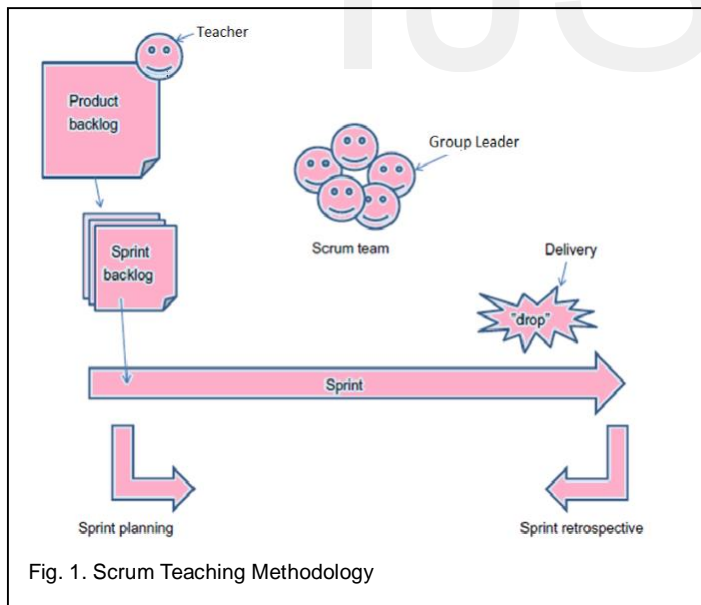 Teacher
Product
backlog
Group Leader
Scrum team
Sprint
backlog
Delivery
"drop"
Sprint
Sprint planning
Sprint retrospective
Fig. 1. Scrum Teaching Methodology